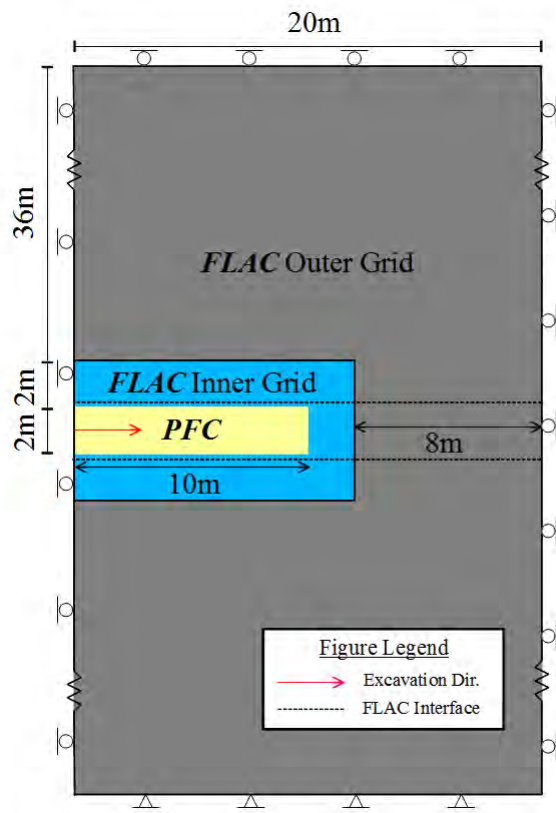 20m
36m
FLAC Outer Grid
2m
FLAC Inner Grid
2m
PFC
8m
10m
Figure Legend
Excavation Dir.
FLAC Interface